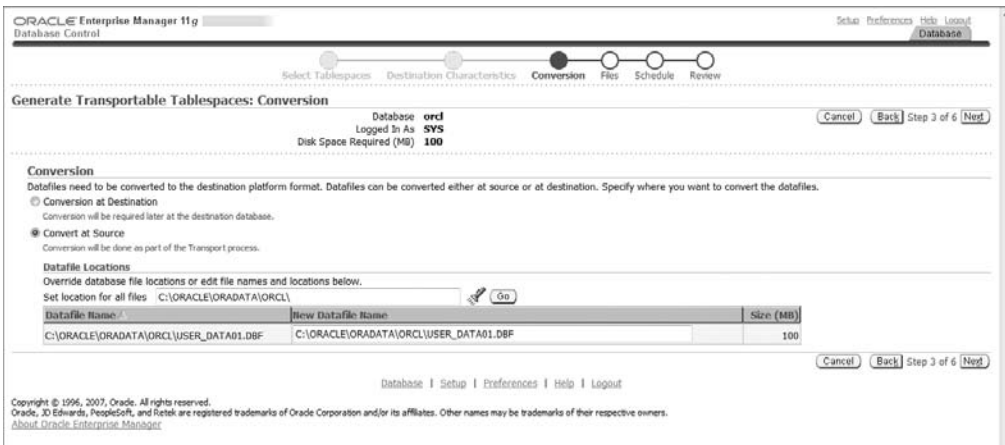 ORACLE Enterprise Manager 11g
Database Control
Setup Preferences Help Logout
Database
Select Tablespaces Destination Characteristics Conversion Files Schedule Review
Generate Transportable Tablespaces: Conversion
Database orcl
Logged In As SYS
Disk Space Required (MB) 100
Cancel Back Step 3 of 6 Next
Conversion
Datafiles need to be converted to the destination platform format. Datafiles can be converted either at source or at destination. Specify where you want to convert the datafiles.
Conversion at Destination
Conversion will be required later at the destination database.
Convert at Source
Conversion will be done as part of the Transport process.
Datafile Locations
Override database file locations or edit file names and locations below.
Set location for all files C:\ORACLE\ORADATA\ORCL\ Go
Datafile Name New Datafile Name Size (MB)
C:\ORACLE\ORADATA\ORCL\USER_DATA01.DBF C:\ORACLE\ORADATA\ORCL\USER_DATA01.DBF 100
Cancel Back Step 3 of 6 Next
Database | Setup | Preferences | Help | Logout
Copyright © 1996, 2007, Oracle. All rights reserved.
Oracle, JD Edwards, PeopleSoft, and Retek are registered trademarks of Oracle Corporation and/or its affiliates. Other names may be trademarks of their respective owners.
About Oracle Enterprise Manager